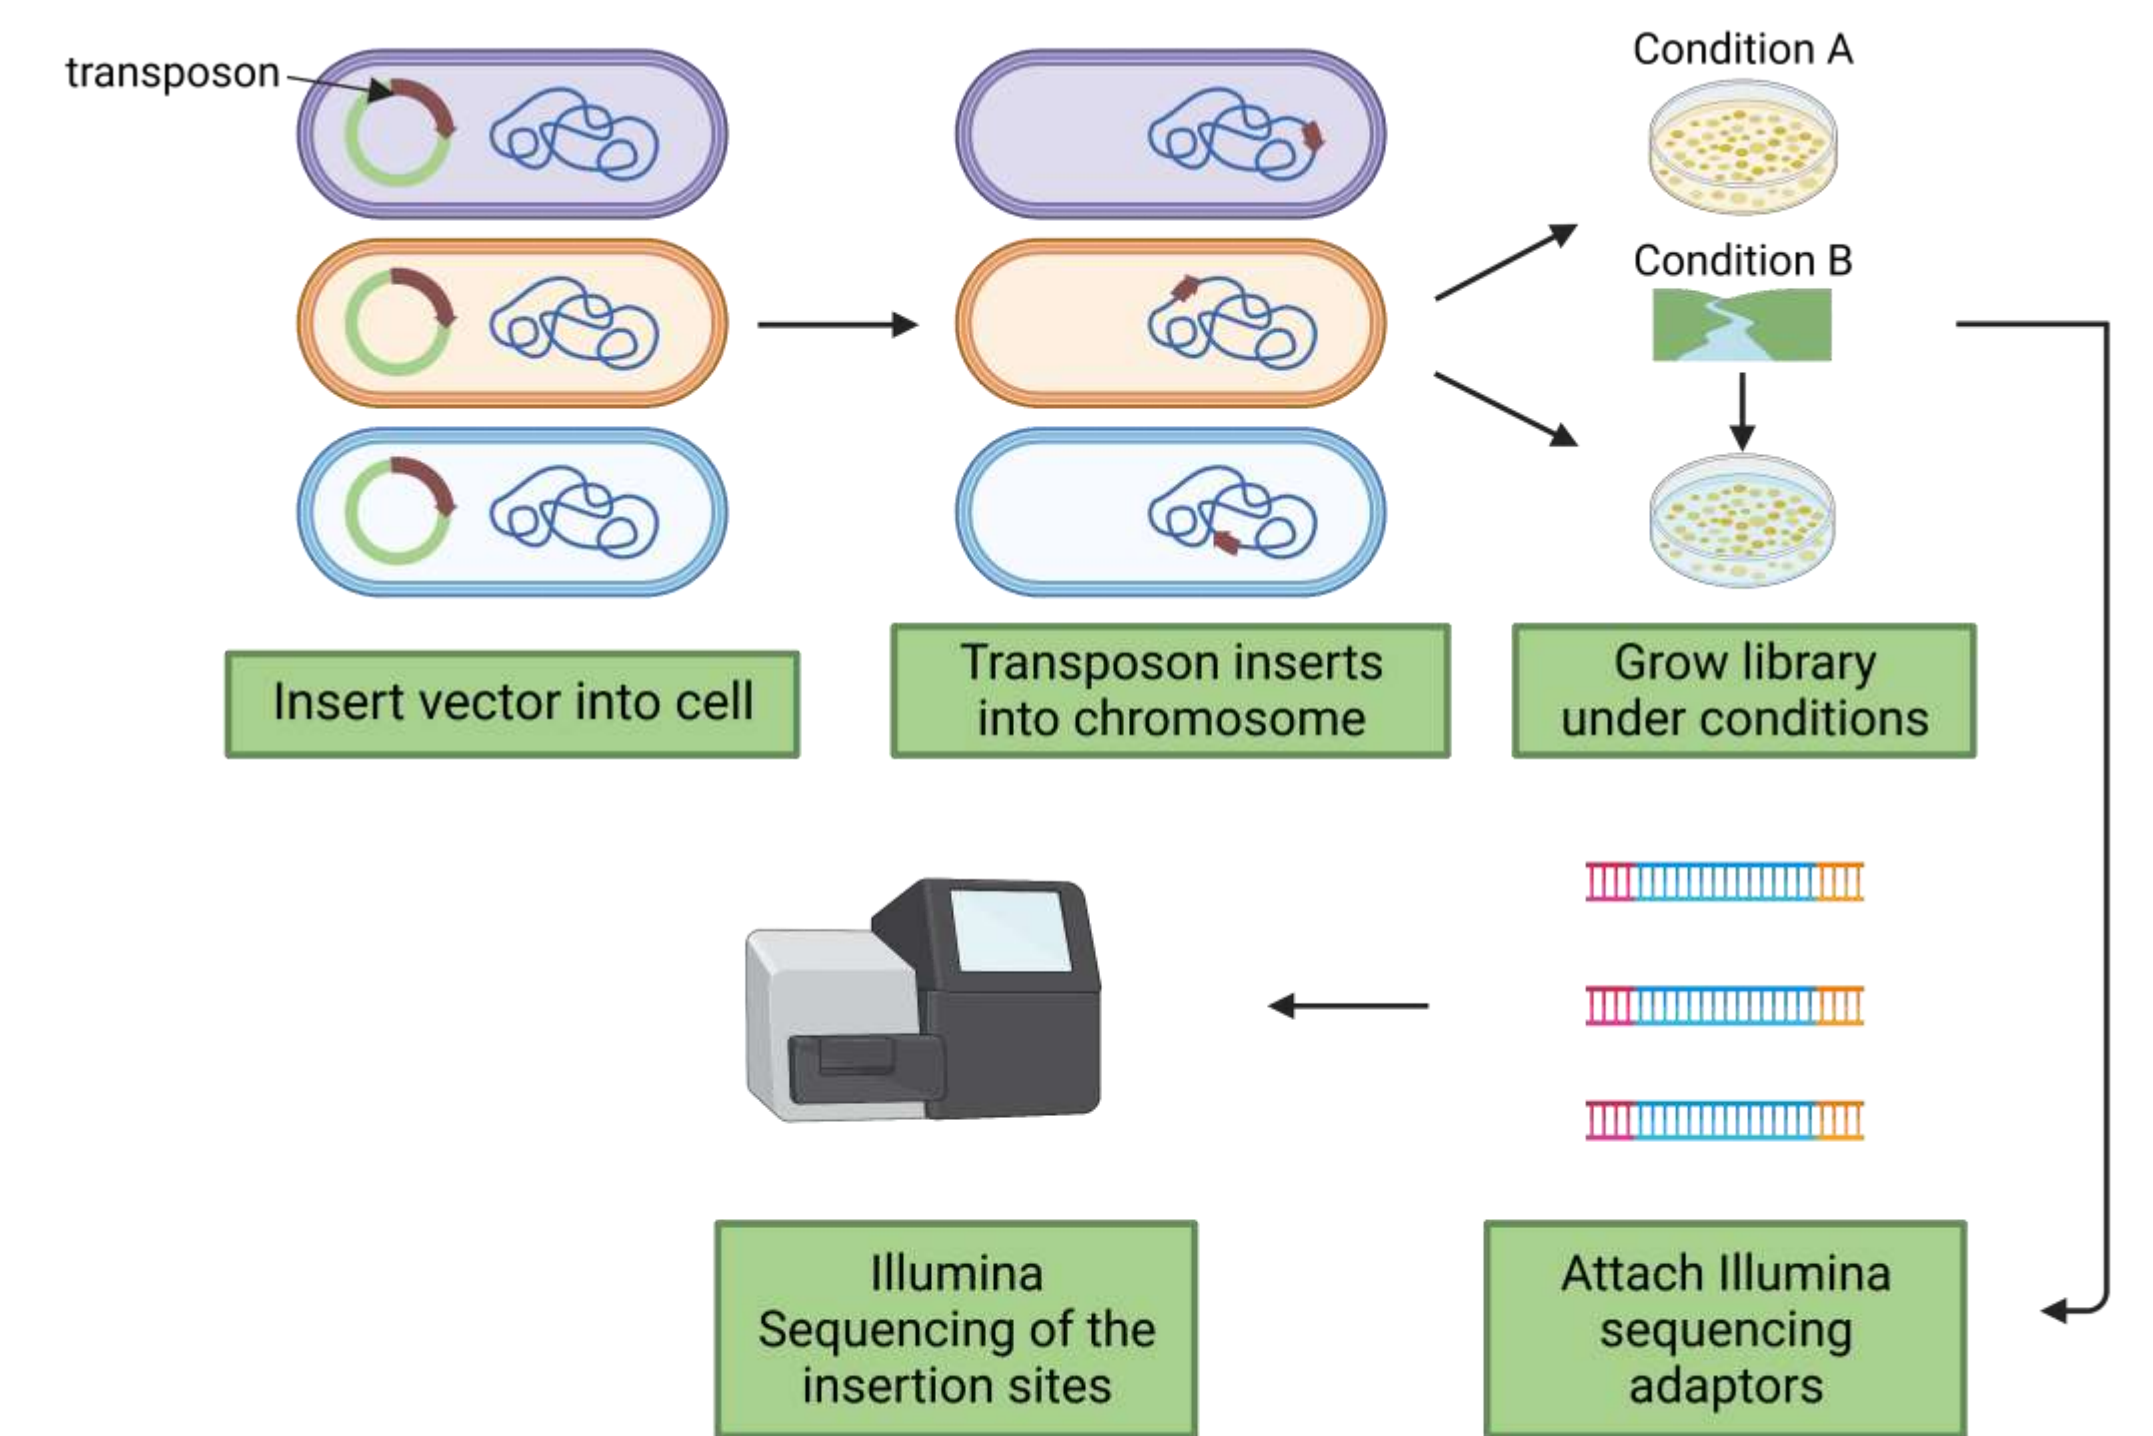 transposon
Condition A
Condition B
Insert vector into cell
Transposon inserts
into chromosome
Grow library
under conditions
Illumina
Sequencing of the
insertion sites
Attach Illumina
sequencing
adaptors